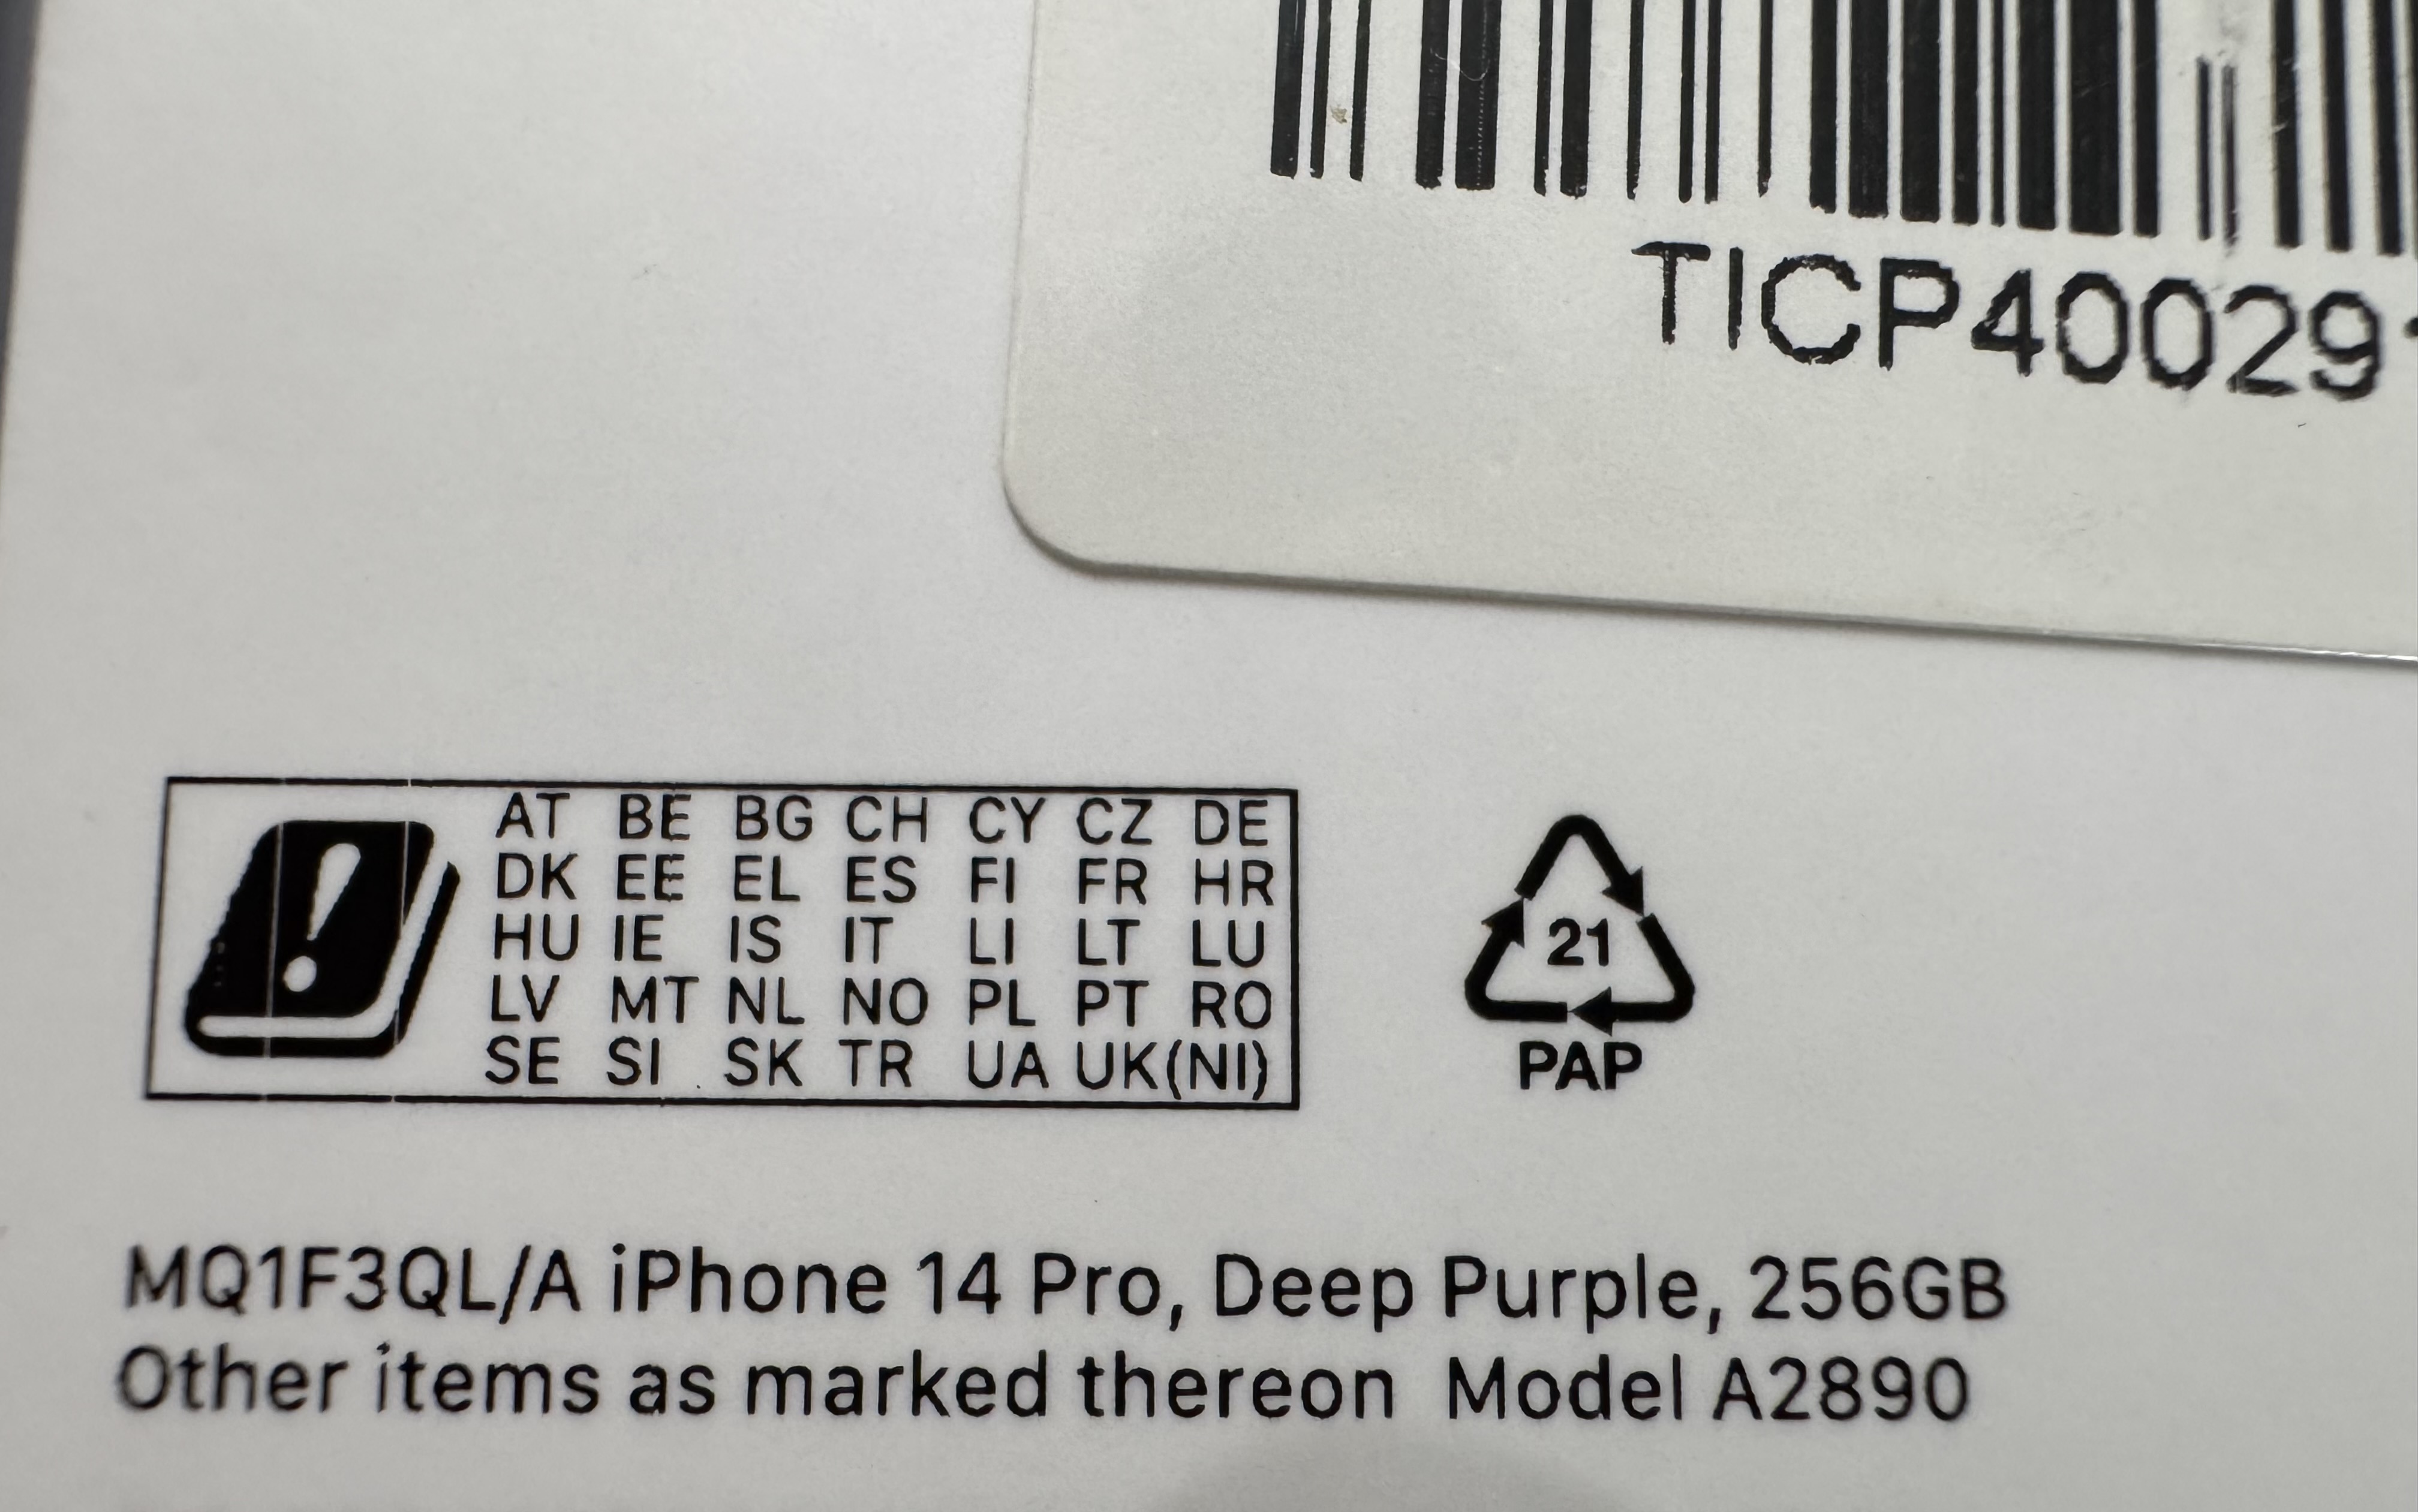 TICP400291
AT BE BG CH CY CZ DE
DK EE EL ES FI FR HR
HU IE IS IT LI LT LU
LV MT NL NO PL PT RO
SE SI SK TR UA UK(NI)
21
PAP
MQ1F3QL/A iPhone 14 Pro, Deep Purple, 256GB
Other items as marked thereon Model A2890